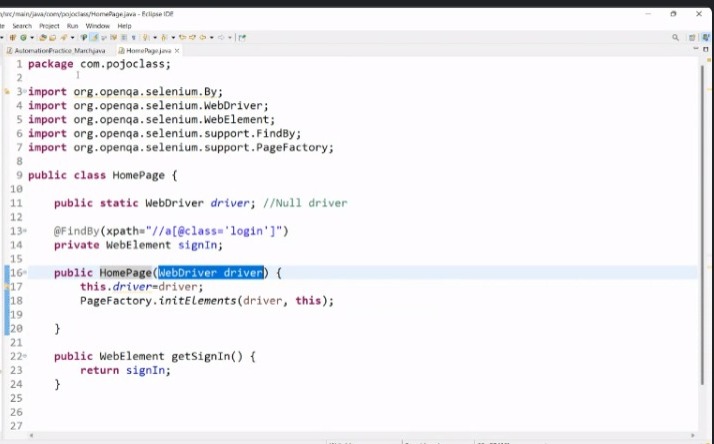 n/src/main/java/com/pojoclass/HomePage.java - Eclipse IDE
te Search Project Run Window Help
AutomationPractice_March.java HomePage.java ×
1 package com.pojoclass;
2
3 import org.openqa.selenium.By;
4 import org.openqa.selenium.WebDriver;
5 import org.openqa.selenium.WebElement;
6 import org.openqa.selenium.support.FindBy;
7 import org.openqa.selenium.support.PageFactory;
8
9 public class HomePage {
10
11 public static WebDriver driver; //Null driver
12
13 @FindBy(xpath="//a[@class='login']")
14 private WebElement signIn;
15
16 public HomePage(WebDriver driver) {
17 this.driver=driver;
18 PageFactory.initElements(driver, this);
19
20 }
21
22 public WebElement getSignIn() {
23 return signIn;
24 }
25
26
27